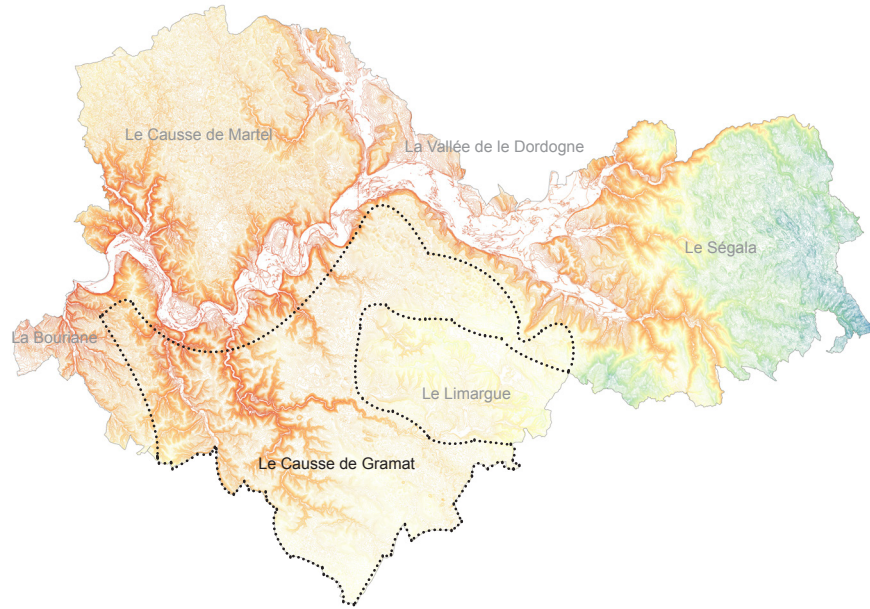 Le Causse de Martel
La Vallée de le Dordogne
Le Ségala
La Bouriane
Le Limargue
Le Causse de Gramat